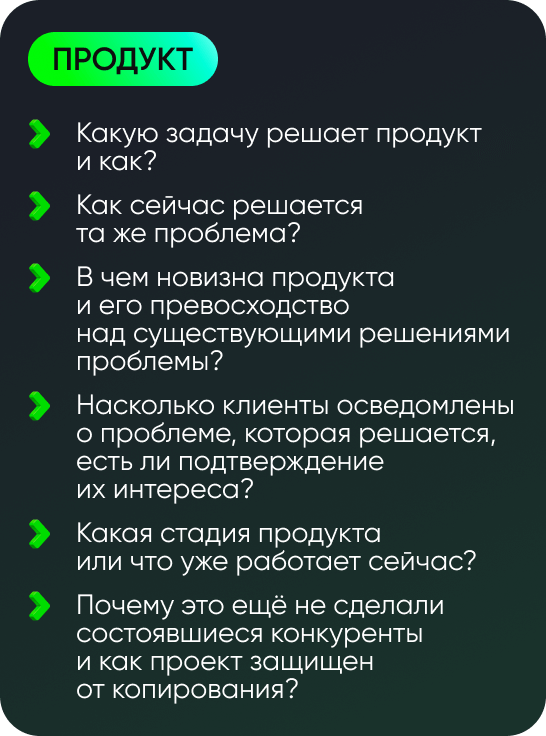 ПРОДУКТ
Какую задачу решает продукт
и как?
Как сейчас решается
та же проблема?
В чем новизна продукта
и его превосходство
над существующими решениями
проблемы?
Насколько клиенты осведомлены
о проблеме, которая решается,
есть ли подтверждение
их интереса?
Какая стадия продукта
или что уже работает сейчас?
Почему это ещё не сделали
состоявшиеся конкуренты
и как проект защищен
от копирования?